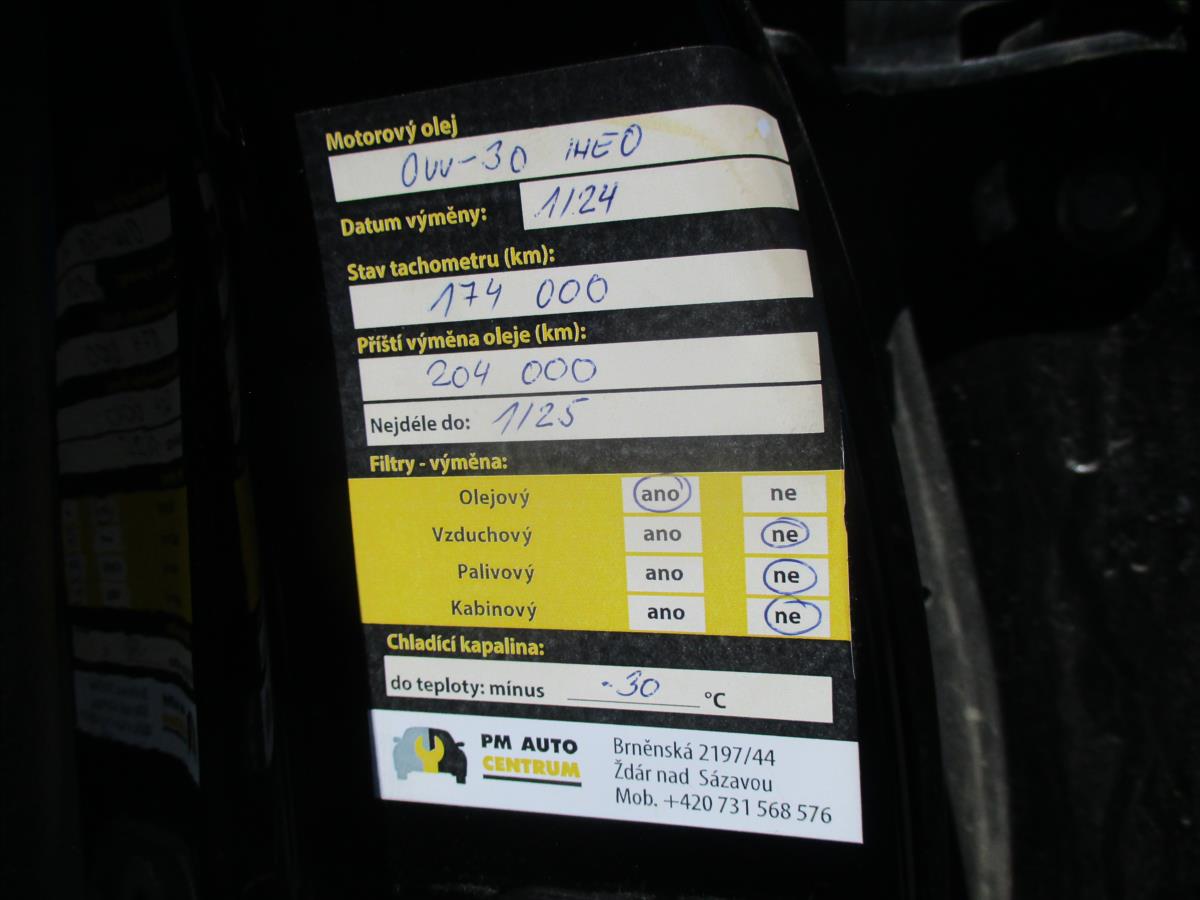 Motorový olej
0W-30 INEO
Datum výměny: 1/24
Stav tachometru (km):
174 000
Příští výměna oleje (km):
204 000
Nejdéle do: 1/25
Filtry - výměna:
Olejový ano ne
Vzduchový ano ne
Palivový ano ne
Kabinový ano ne
Chladící kapalina:
do teploty: mínus -30 °C
PM AUTO
CENTRUM
Brněnská 2197/44
Ždár nad Sázavou
Mob. +420 731 568 576